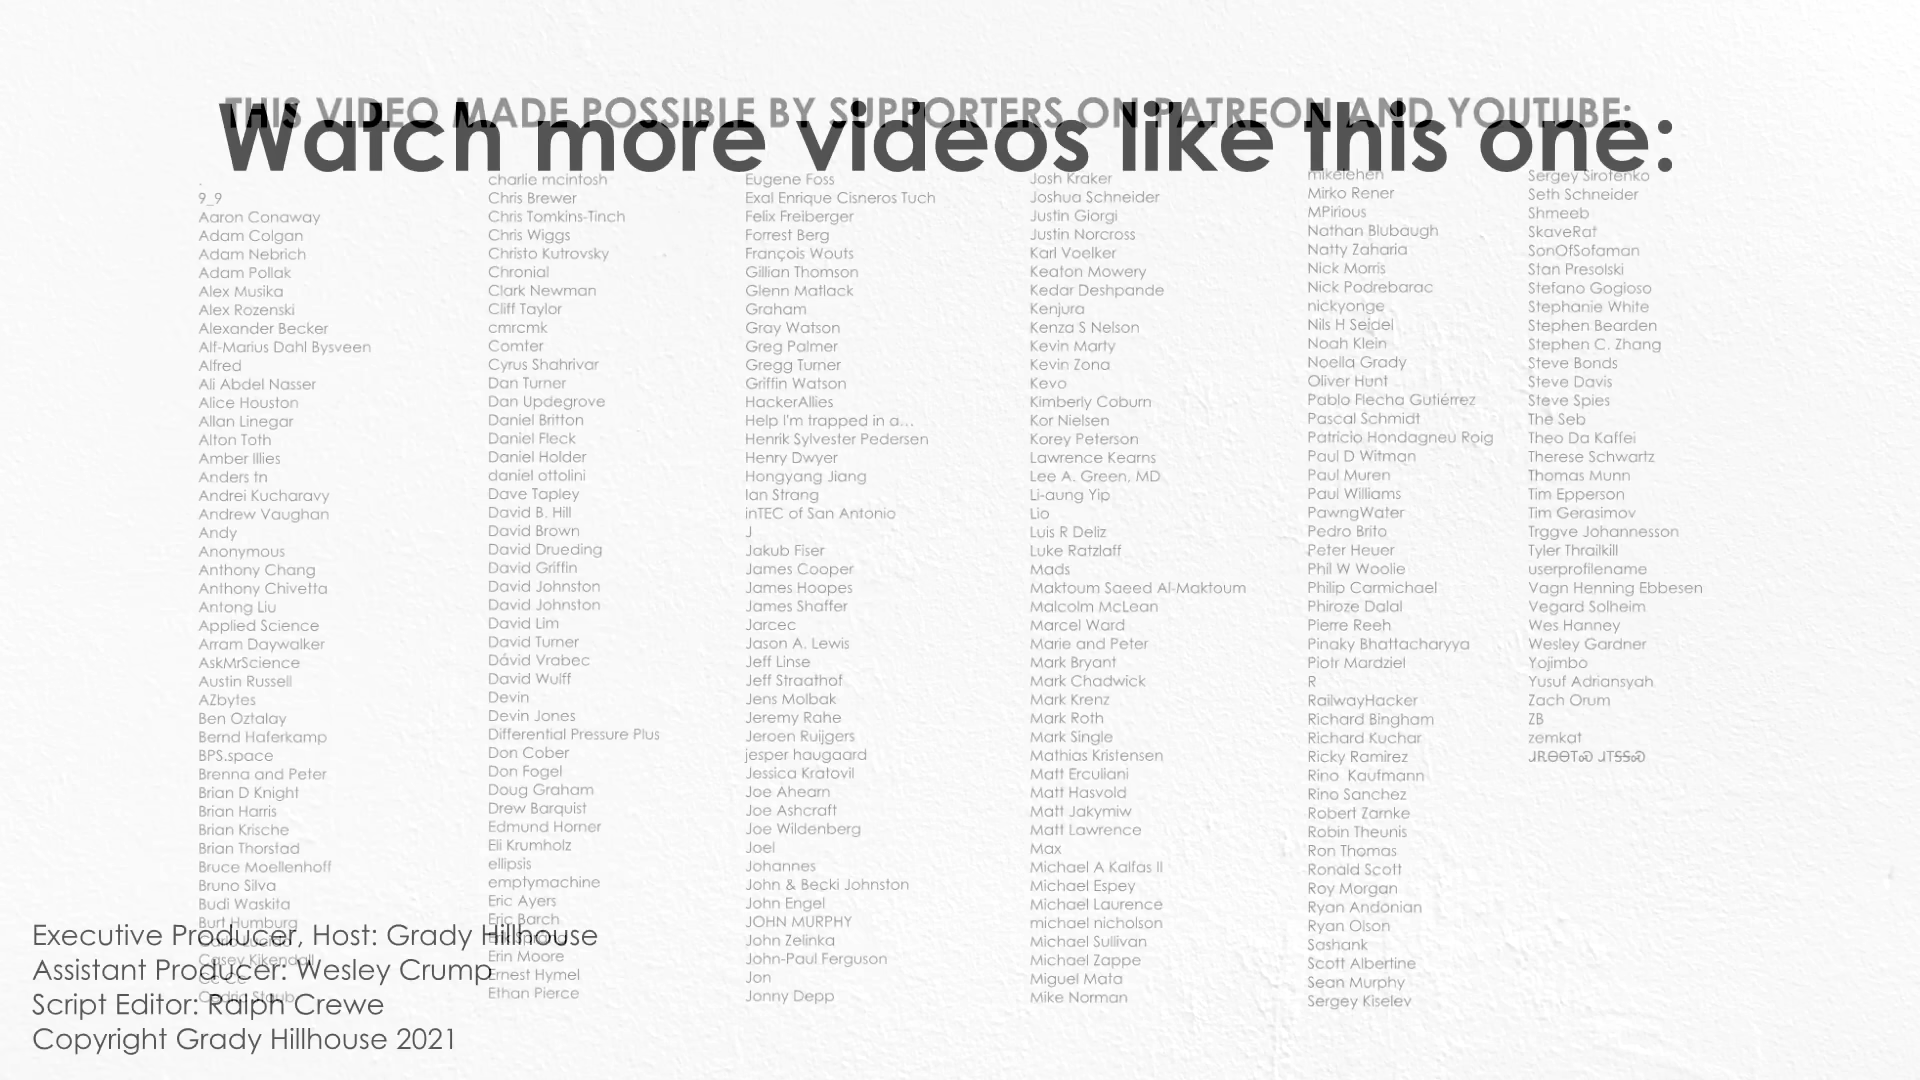 THIS VIDEO MADE POSSIBLE BY SUPPORTERS ON PATREON AND YOUTUBE:
Watch more videos like this one:
.
9_9
Aaron Conaway
Adam Colgan
Adam Nebrich
Adam Pollak
Alex Musika
Alex Rozenski
Alexander Becker
Alf-Marius Dahl Bysveen
Alfred
Ali Abdel Nasser
Alice Houston
Allan Linegar
Alton Toth
Amber Illies
Anders tn
Andrei Kucharavy
Andrew Vaughan
Andy
Anonymous
Anthony Chang
Anthony Chivetta
Antong Liu
Applied Science
Arram Daywalker
AskMrScience
Austin Russell
AZbytes
Ben Oztalay
Bernd Haferkamp
BPS.space
Brenna and Peter
Brian D Knight
Brian Harris
Brian Krische
Brian Thorstad
Bruce Moellenhoff
Bruno Silva
Budi Waskita
Burt Humburg
Casey Kikendall
Cc Cc
Cedric Staub
charlie mcintosh
Chris Brewer
Chris Tomkins-Tinch
Chris Wiggs
Christo Kutrovsky
Chronial
Clark Newman
Cliff Taylor
cmrcmk
Comter
Cyrus Shahrivar
Dan Turner
Dan Updegrove
Daniel Britton
Daniel Fleck
Daniel Holder
daniel ottolini
Dave Tapley
David B. Hill
David Brown
David Drueding
David Griffin
David Johnston
David Johnston
David Lim
David Turner
Dávid Vrabec
David Wulff
Devin
Devin Jones
Differential Pressure Plus
Don Cober
Don Fogel
Doug Graham
Drew Barquist
Edmund Horner
Eli Krumholz
ellipsis
emptymachine
Eric Ayers
Eric Barch
Erin Moore
Ernest Hymel
Ethan Pierce
Eugene Foss
Exal Enrique Cisneros Tuch
Felix Freiberger
Forrest Berg
François Wouts
Gillian Thomson
Glenn Matlack
Graham
Gray Watson
Greg Palmer
Gregg Turner
Griffin Watson
HackerAllies
Help I'm trapped in a...
Henrik Sylvester Pedersen
Henry Dwyer
Hongyang Jiang
Ian Strang
inTEC of San Antonio
J
Jakub Fiser
James Cooper
James Hoopes
James Shaffer
Jarcec
Jason A. Lewis
Jeff Linse
Jeff Straathof
Jens Molbak
Jeremy Rahe
Jeroen Ruijgers
jesper haugaard
Jessica Kratovil
Joe Ahearn
Joe Ashcraft
Joe Wildenberg
Joel
Johannes
John & Becki Johnston
John Engel
JOHN MURPHY
John Zelinka
John-Paul Ferguson
Jon
Jonny Depp
Josh Kraker
Joshua Schneider
Justin Giorgi
Justin Norcross
Karl Voelker
Keaton Mowery
Kedar Deshpande
Kenjura
Kenza S Nelson
Kevin Marty
Kevin Zona
Kevo
Kimberly Coburn
Kor Nielsen
Korey Peterson
Lawrence Kearns
Lee A. Green, MD
Li-aung Yip
Lio
Luis R Deliz
Luke Ratzlaff
Mads
Maktoum Saeed Al-Maktoum
Malcolm McLean
Marcel Ward
Marie and Peter
Mark Bryant
Mark Chadwick
Mark Krenz
Mark Roth
Mark Single
Mathias Kristensen
Matt Erculiani
Matt Hasvold
Matt Jakymiw
Matt Lawrence
Max
Michael A Kalfas II
Michael Espey
Michael Laurence
michael nicholson
Michael Sullivan
Michael Zappe
Miguel Mata
Mike Norman
mikelehen
Mirko Rener
MPirious
Nathan Blubaugh
Natty Zaharia
Nick Morris
Nick Podrebarac
nickyonge
Nils H Seidel
Noah Klein
Noella Grady
Oliver Hunt
Pablo Flecha Gutiérrez
Pascal Schmidt
Patricio Hondagneu Roig
Paul D Witman
Paul Muren
Paul Williams
PawngWater
Pedro Brito
Peter Heuer
Phil W Woolie
Philip Carmichael
Phiroze Dalal
Pierre Reeh
Pinaky Bhattacharyya
Piotr Mardziel
R
RailwayHacker
Richard Bingham
Richard Kuchar
Ricky Ramirez
Rino  Kaufmann
Rino Sanchez
Robert Zarnke
Robin Theunis
Ron Thomas
Ronald Scott
Roy Morgan
Ryan Andonian
Ryan Olson
Sashank
Scott Albertine
Sean Murphy
Sergey Kiselev
Sergey Sirotenko
Seth Schneider
Shmeeb
SkaveRat
SonOfSofaman
Stan Presolski
Stefano Gogioso
Stephanie White
Stephen Bearden
Stephen C. Zhang
Steve Bonds
Steve Davis
Steve Spies
The Seb
Theo Da Kaffei
Therese Schwartz
Thomas Munn
Tim Epperson
Tim Gerasimov
Trggve Johannesson
Tyler Thrailkill
userprofilename
Vagn Henning Ebbesen
Vegard Solheim
Wes Hanney
Wesley Gardner
Yojimbo
Yusuf Adriansyah
Zach Orum
ZB
zemkat
Executive Producer, Host: Grady Hillhouse
Assistant Producer: Wesley Crump
Script Editor: Ralph Crewe
Copyright Grady Hillhouse 2021